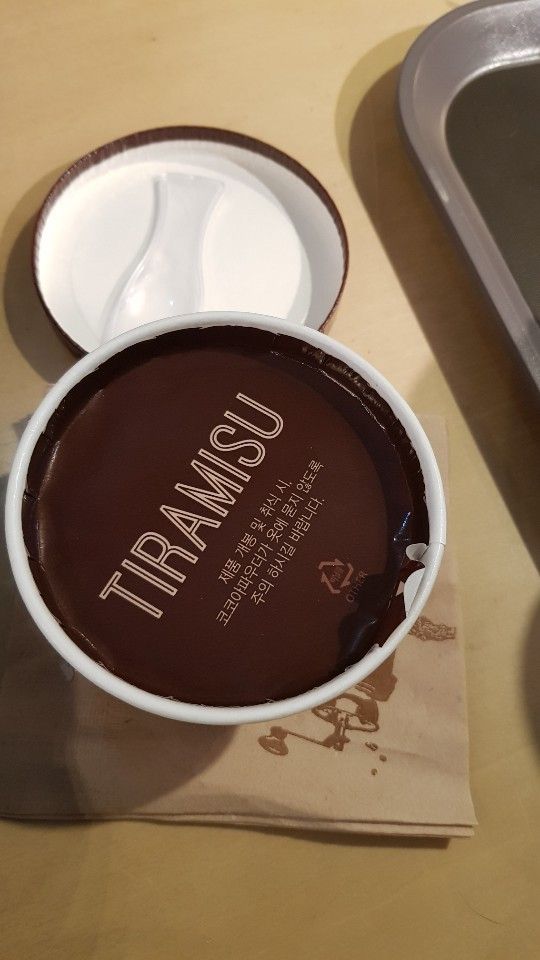 TIRAMISU
제품 개봉 및 취식 시,
코코아파우더가 옷에 묻지 않도록
주의 하시길 바랍니다.
OTHER